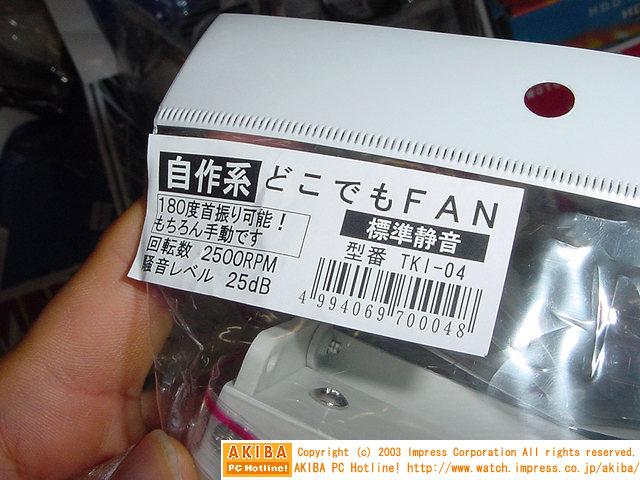 自作系 どこでもFAN
180度首振り可能！
もちろん手動です
標準静音
回転数 2500RPM
型番 TKI-04
騒音レベル 25dB
4 994069 700048
AKIBA
PC Hotline!
Copyright (c) 2003 Impress Corporation All rights reserved.
AKIBA PC Hotline! http://www.watch.impress.co.jp/akiba/